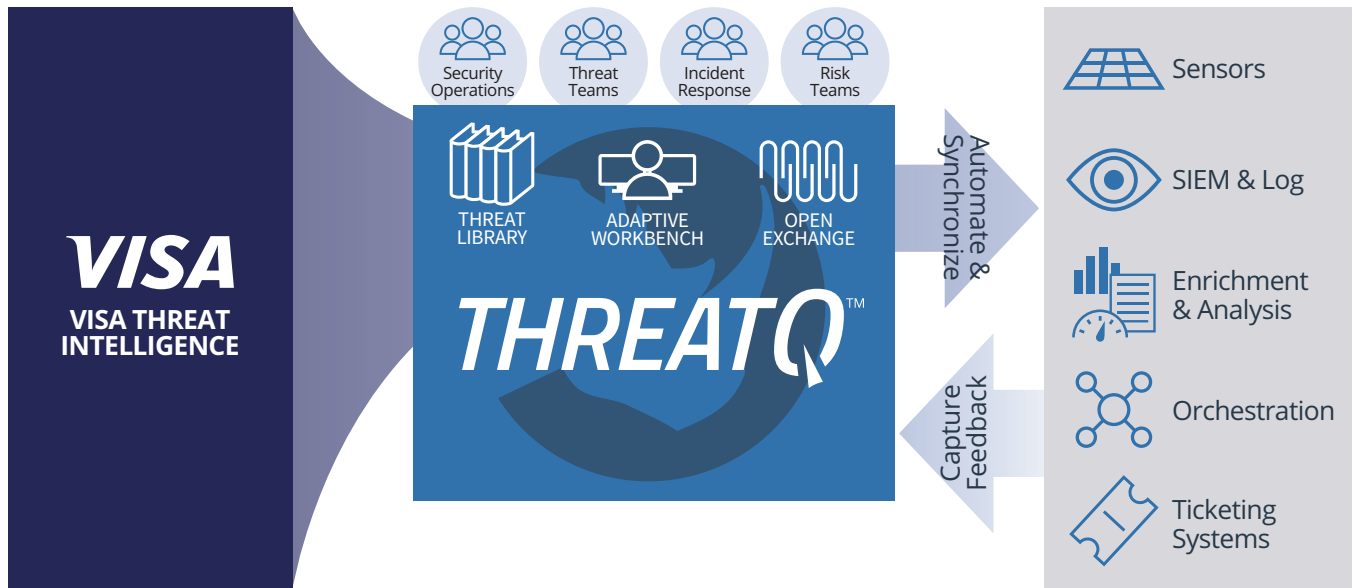 VISA
VISA THREAT
INTELLIGENCE
Security
Operations
Threat
Teams
Incident
Response
Risk
Teams
THREAT
LIBRARY
ADAPTIVE
WORKBENCH
OPEN
EXCHANGE
THREATQ™
Automate &
Synchronize
Capture
Feedback
Sensors
SIEM & Log
Enrichment
& Analysis
Orchestration
Ticketing
Systems